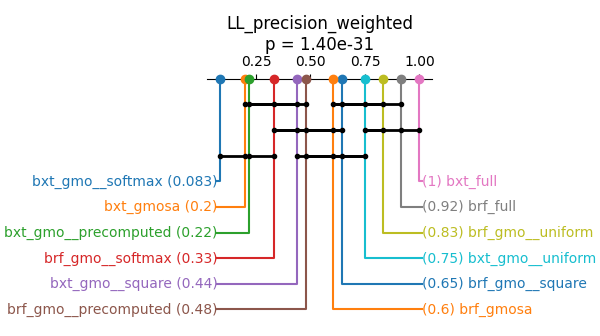 LL_precision_weighted
p = 1.40e-31
0.25 0.50 0.75 1.00
bxt_gmo__softmax (0.083)
(1) bxt_full
bxt_gmosa (0.2)
(0.92) brf_full
bxt_gmo__precomputed (0.22)
(0.83) brf_gmo__uniform
brf_gmo__softmax (0.33)
(0.75) bxt_gmo__uniform
bxt_gmo__square (0.44)
(0.65) brf_gmo__square
brf_gmo__precomputed (0.48)
(0.6) brf_gmosa